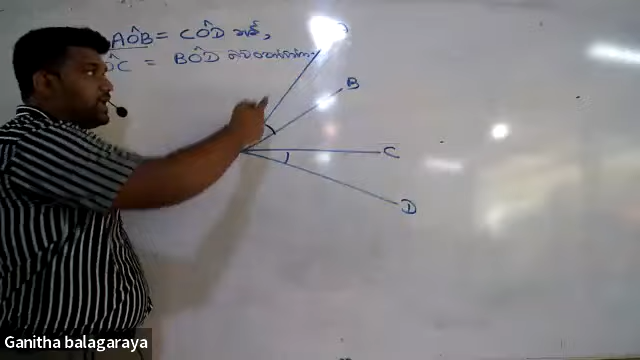 AÔB = CÔD නම්,
ÔC = BÔD
B
C
D
Ganitha balagaraya